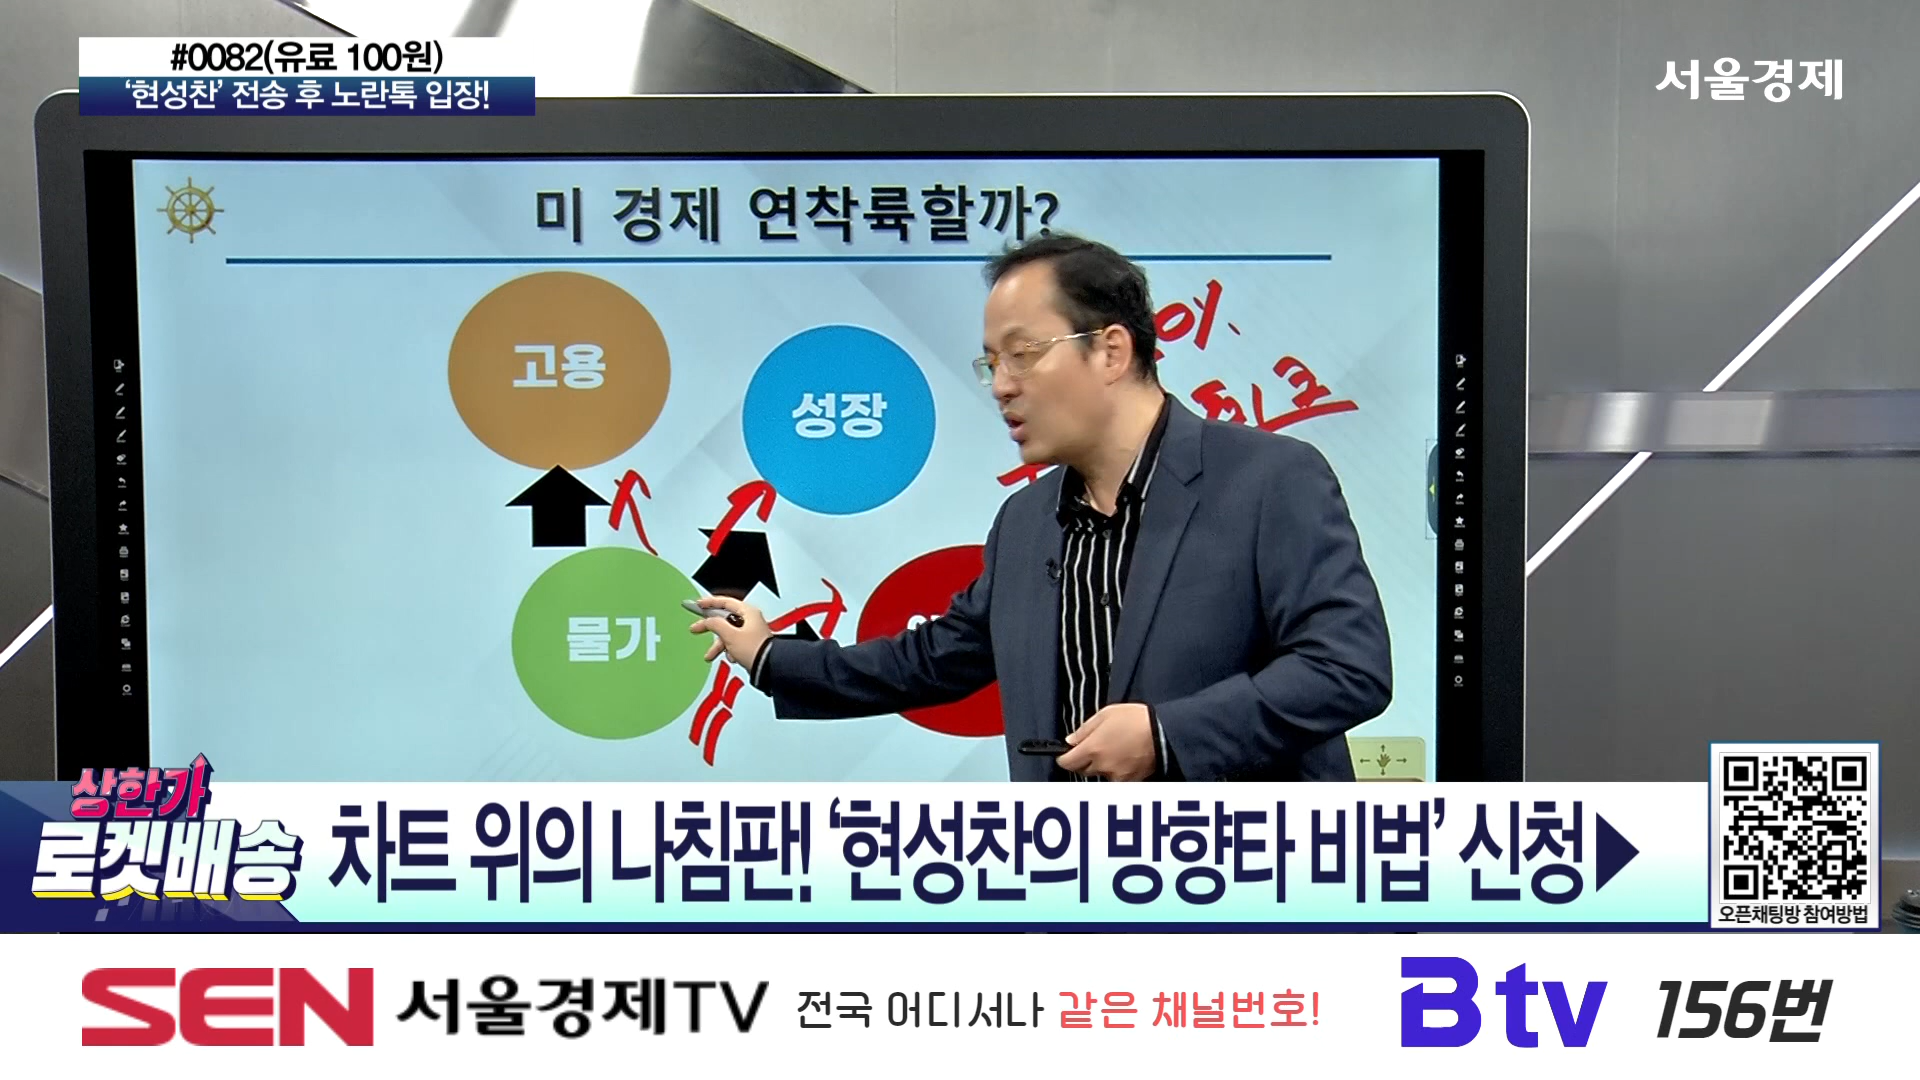 #0082(유료 100원)
‘현성찬’ 전송 후 노란톡 입장!
서울경제
미 경제 연착륙할까?
고용
성장
물가
상한가
로켓배송
차트 위의 나침판! ‘현성찬의 방향타 비법’ 신청▶
오픈채팅방 참여방법
SEN 서울경제TV 전국 어디서나 같은 채널번호! B tv 156번